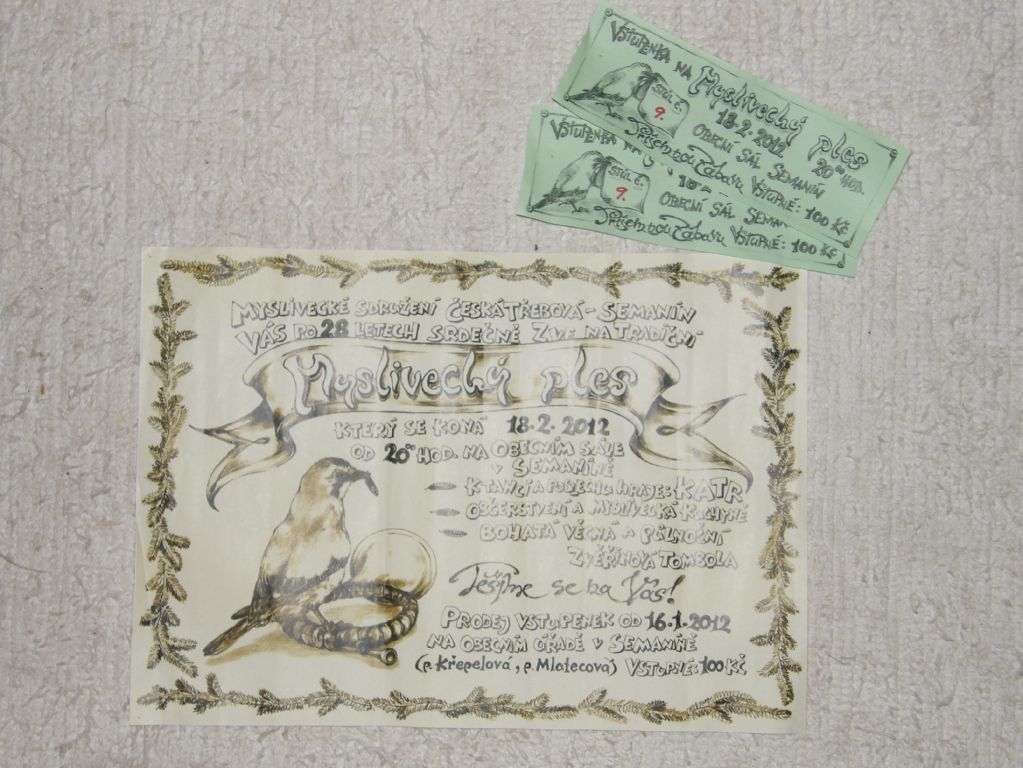 VSTUPENKA NA Myslivecký ples
18.2.2012 20⁰⁰ HOD.
STŮL Č. 9.
OBECNÍ SÁL SEMANÍN
Příjemnou Zábavu VSTUPNÉ: 100 Kč
VSTUPENKA NA
STŮL Č. 9.
OBECNÍ SÁL
Příjemnou Zábavu VSTUPNÉ: 100 Kč
MYSLIVECKÉ SDRUŽENÍ ČESKÁ TŘEBOVÁ - SEMANÍN
VÁS PO 28 LETECH SRDEČNĚ ZVE NA TRADIČNÍ
Myslivecký ples
KTERÝ SE KONÁ 18.2.2012
OD 20⁰⁰ HOD. NA OBECNÍM SÁLE
V SEMANÍNĚ
- K TANCI A POSLECHU HRAJE: KATR
- OBČERSTVENÍ A MYSLIVECKÁ KUCHYNĚ
- BOHATÁ VĚCNÁ A PŮLNOČNÍ
ZVĚŘINOVÁ TOMBOLA
Těšíme se na Vás!
PRODEJ VSTUPENEK OD 16.1.2012
NA OBECNÍM ÚŘADĚ V SEMANÍNĚ
(p. Křepelová, p. Mlotecová) VSTUPNÉ: 100 Kč